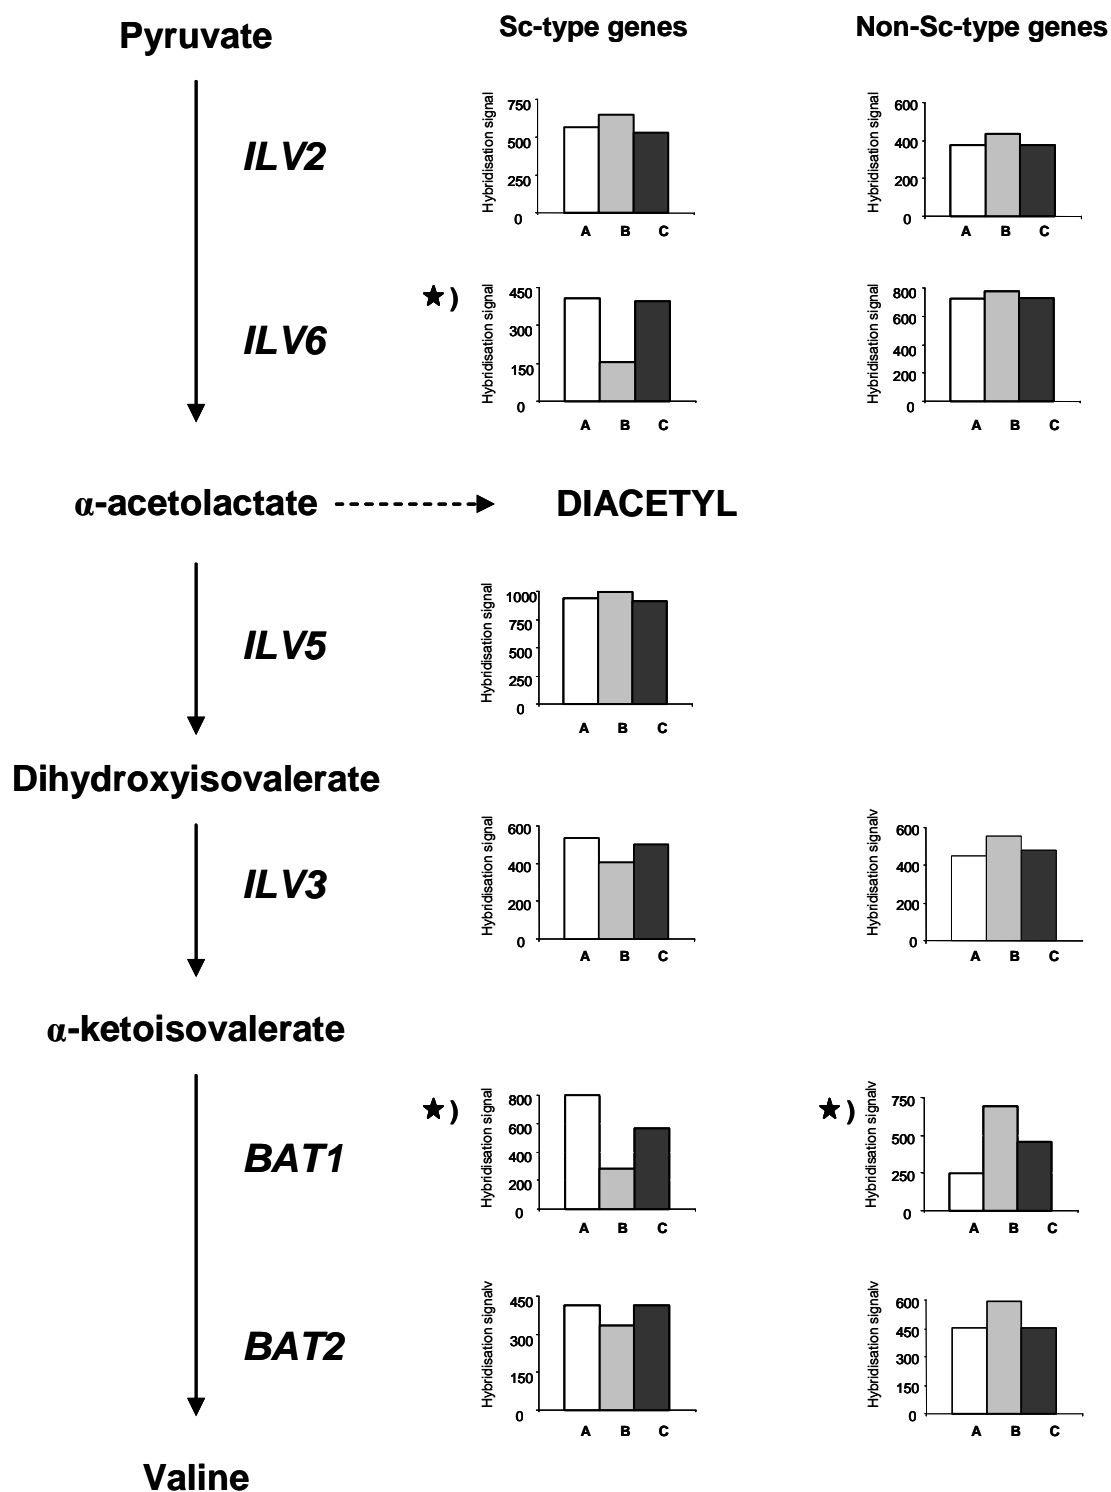 Pyruvate
Sc-type genes
Non-Sc-type genes
ILV2
Hybridisation signal
750
500
250
0
A B C
Hybridisation signal
600
400
200
0
A B C
ILV6
★)
Hybridisation signal
450
300
150
0
A B C
Hybridisation signal
800
600
400
200
0
A B C
α-acetolactate
DIACETYL
ILV5
Hybridisation signal
1000
750
500
250
0
A B C
Dihydroxyisovalerate
ILV3
Hybridisation signal
600
400
200
0
A B C
Hybridisation signalv
600
400
200
0
A B C
α-ketoisovalerate
BAT1
★)
Hybridisation signal
800
600
400
200
0
A B C
★)
Hybridisation signalv
750
500
250
0
A B C
BAT2
Hybridisation signalv
450
300
150
0
A B C
Hybridisation signal
600
450
300
150
0
A B C
Valine